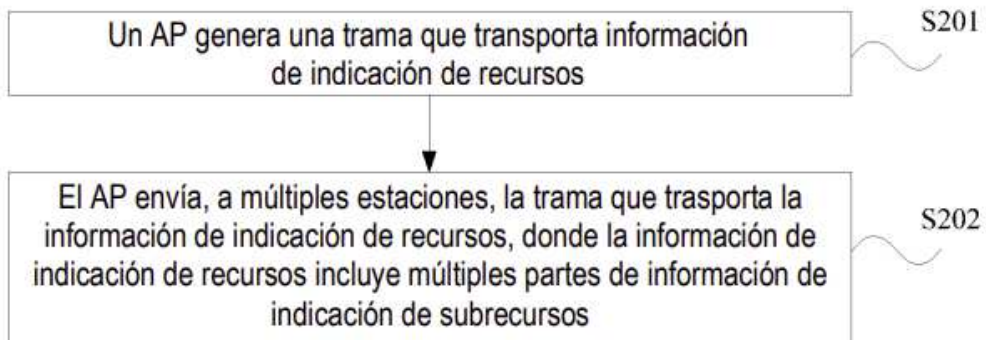 Un AP genera una trama que transporta información
de indicación de recursos
S201
El AP envía, a múltiples estaciones, la trama que trasporta la
información de indicación de recursos, donde la información de
indicación de recursos incluye múltiples partes de información de
indicación de subrecursos
S202